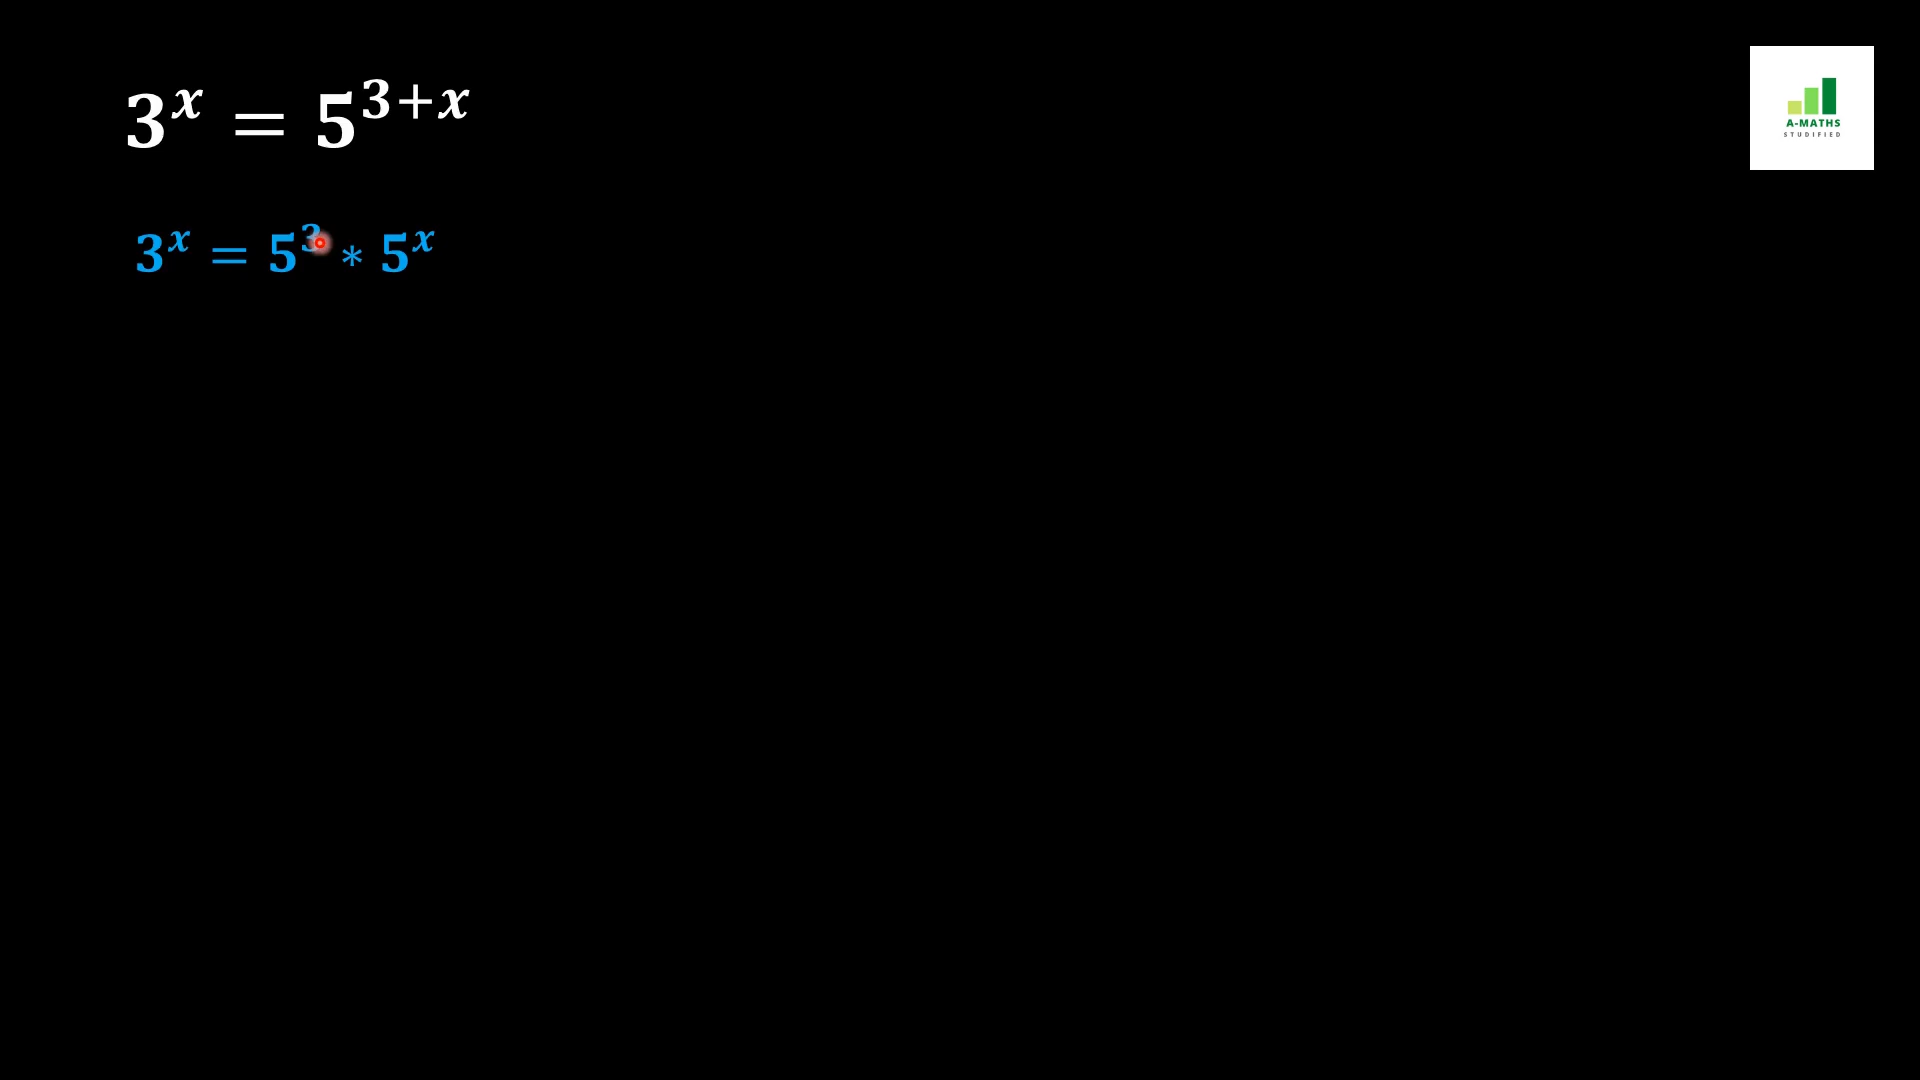 3^x = 5^{3+x}
A-MATHS
STUDIFIED
3^x = 5^3 * 5^x